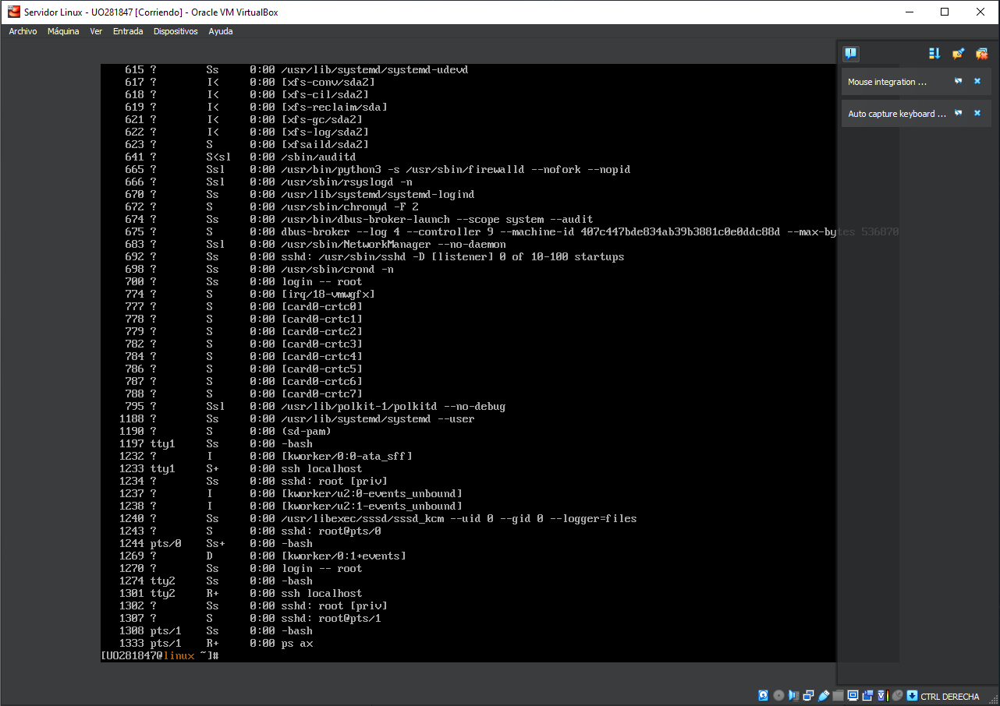 Servidor Linux - UO281847 [Corriendo] - Oracle VM VirtualBox
Archivo Máquina Ver Entrada Dispositivos Ayuda
Mouse integration ...
Auto capture keyboard ...
615 ? Ss 0:00 /usr/lib/systemd/systemd-udevd
617 ? I< 0:00 [xfs-conv/sda2]
618 ? I< 0:00 [xfs-cil/sda2]
619 ? I< 0:00 [xfs-reclaim/sda]
621 ? I< 0:00 [xfs-gc/sda2]
622 ? I< 0:00 [xfs-log/sda2]
623 ? S 0:00 [xfsaild/sda2]
641 ? S<sl 0:00 /sbin/auditd
665 ? Ssl 0:00 /usr/bin/python3 -s /usr/sbin/firewalld --nofork --nopid
666 ? Ssl 0:00 /usr/sbin/rsyslogd -n
670 ? Ss 0:00 /usr/lib/systemd/systemd-logind
672 ? S 0:00 /usr/sbin/chronyd -F 2
674 ? Ss 0:00 /usr/bin/dbus-broker-launch --scope system --audit
675 ? S 0:00 dbus-broker --log 4 --controller 9 --machine-id 407c447bde834ab39b3881c0e0ddc88d --max-bytes 536870
683 ? Ssl 0:00 /usr/sbin/NetworkManager --no-daemon
692 ? Ss 0:00 sshd: /usr/sbin/sshd -D [listener] 0 of 10-100 startups
698 ? Ss 0:00 /usr/sbin/crond -n
700 ? Ss 0:00 login -- root
774 ? S 0:00 [irq/18-vmwgfx]
777 ? S 0:00 [card0-crtc0]
778 ? S 0:00 [card0-crtc1]
779 ? S 0:00 [card0-crtc2]
782 ? S 0:00 [card0-crtc3]
784 ? S 0:00 [card0-crtc4]
786 ? S 0:00 [card0-crtc5]
787 ? S 0:00 [card0-crtc6]
788 ? S 0:00 [card0-crtc7]
795 ? Ssl 0:00 /usr/lib/polkit-1/polkitd --no-debug
1188 ? Ss 0:00 /usr/lib/systemd/systemd --user
1190 ? S 0:00 (sd-pam)
1197 tty1 Ss 0:00 -bash
1232 ? I 0:00 [kworker/0:0-ata_sff]
1233 tty1 S+ 0:00 ssh localhost
1234 ? Ss 0:00 sshd: root [priv]
1237 ? I 0:00 [kworker/u2:0-events_unbound]
1238 ? I 0:00 [kworker/u2:1-events_unbound]
1240 ? Ss 0:00 /usr/libexec/sssd/sssd_kcm --uid 0 --gid 0 --logger=files
1243 ? S 0:00 sshd: root@pts/0
1244 pts/0 Ss+ 0:00 -bash
1269 ? D 0:00 [kworker/0:1+events]
1270 ? Ss 0:00 login -- root
1274 tty2 Ss 0:00 -bash
1301 tty2 R+ 0:00 ssh localhost
1302 ? Ss 0:00 sshd: root [priv]
1307 ? S 0:00 sshd: root@pts/1
1308 pts/1 Ss 0:00 -bash
1333 pts/1 R+ 0:00 ps ax
[UO281847@linux ~]#
CTRL DERECHA